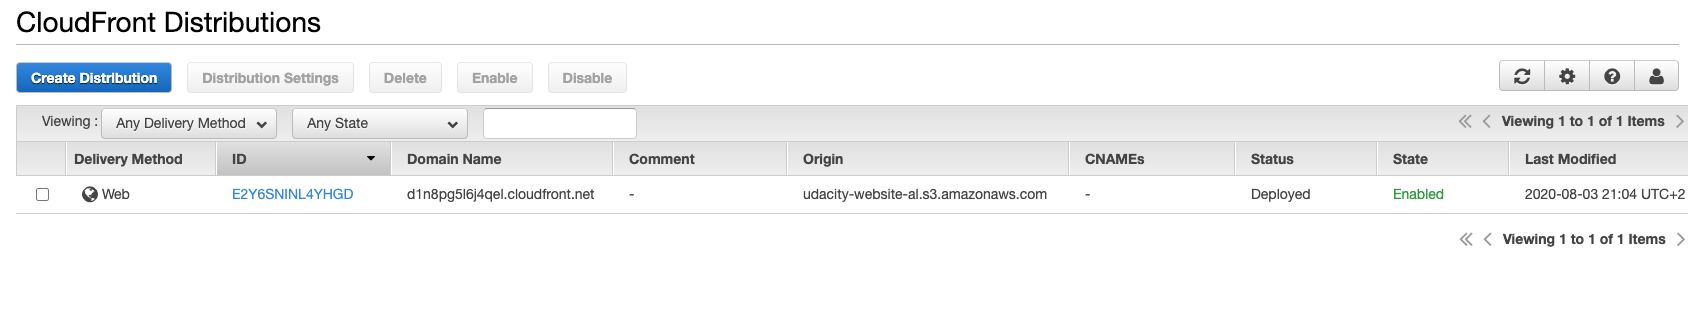 CloudFront Distributions
Create Distribution Distribution Settings Delete Enable Disable
Viewing : Any Delivery Method Any State Viewing 1 to 1 of 1 Items
Delivery Method ID Domain Name Comment Origin CNAMEs Status State Last Modified
Web E2Y6SNINL4YHGD d1n8pg5l6j4qel.cloudfront.net - udacity-website-al.s3.amazonaws.com - Deployed Enabled 2020-08-03 21:04 UTC+2
Viewing 1 to 1 of 1 Items